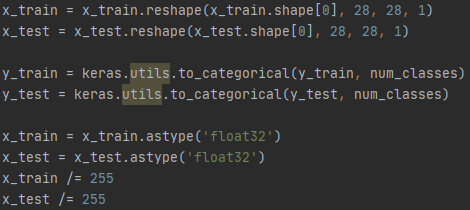 x_train = x_train.reshape(x_train.shape[0], 28, 28, 1)
x_test = x_test.reshape(x_test.shape[0], 28, 28, 1)
y_train = keras.utils.to_categorical(y_train, num_classes)
y_test = keras.utils.to_categorical(y_test, num_classes)
x_train = x_train.astype('float32')
x_test = x_test.astype('float32')
x_train /= 255
x_test /= 255